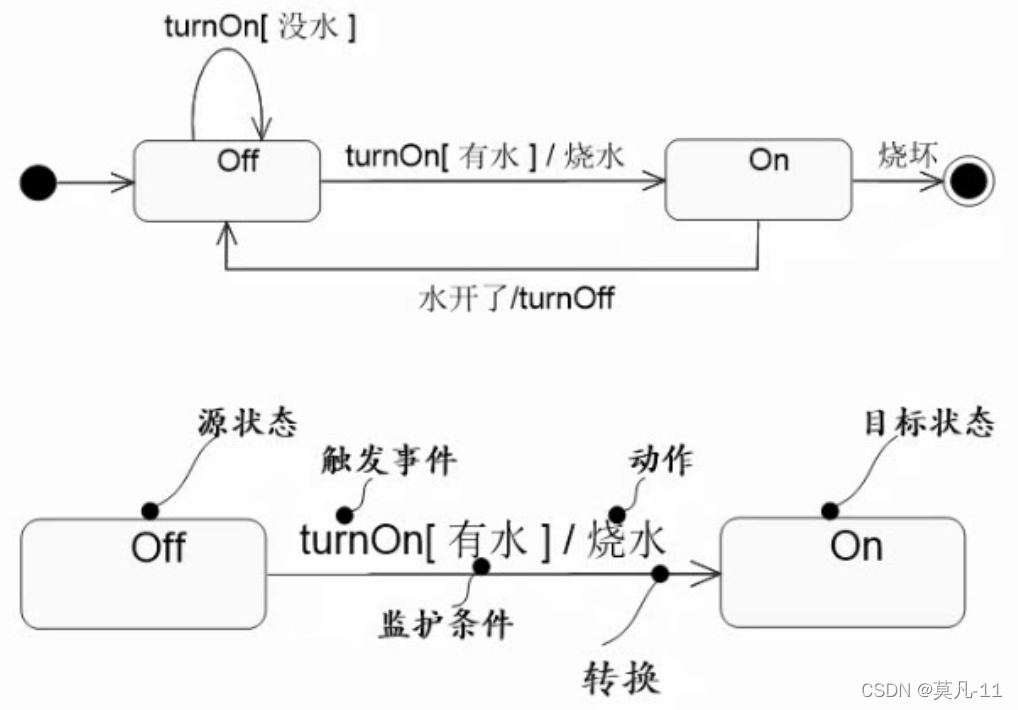 turnOn[ 没水 ]
Off
turnOn[ 有水 ] / 烧水
On
烧坏
水开了/turnOff
源状态
目标状态
触发事件
动作
Off
turnOn[ 有水 ] / 烧水
On
监护条件
转换
CSDN @莫凡-11